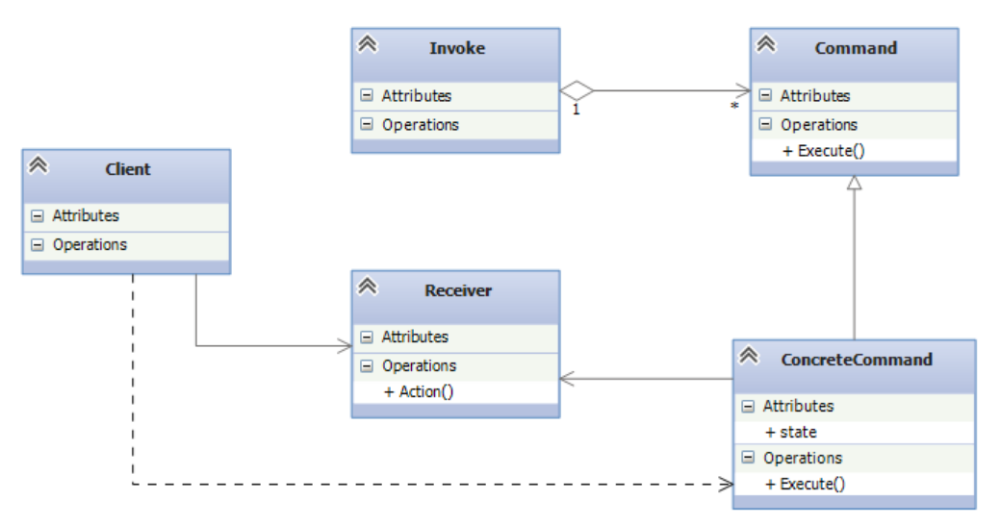 Invoke
Attributes
Operations
1
*
Command
Attributes
Operations
+ Execute()
Client
Attributes
Operations
Receiver
Attributes
Operations
+ Action()
ConcreteCommand
Attributes
+ state
Operations
+ Execute()